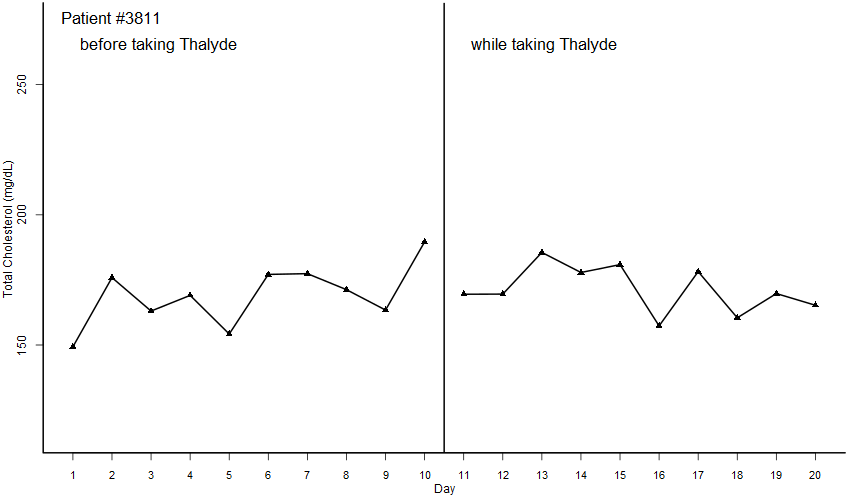 Patient #3811
before taking Thalyde
while taking Thalyde
Total Cholesterol (mg/dL)
250
200
150
1 2 3 4 5 6 7 8 9 10 11 12 13 14 15 16 17 18 19 20
Day